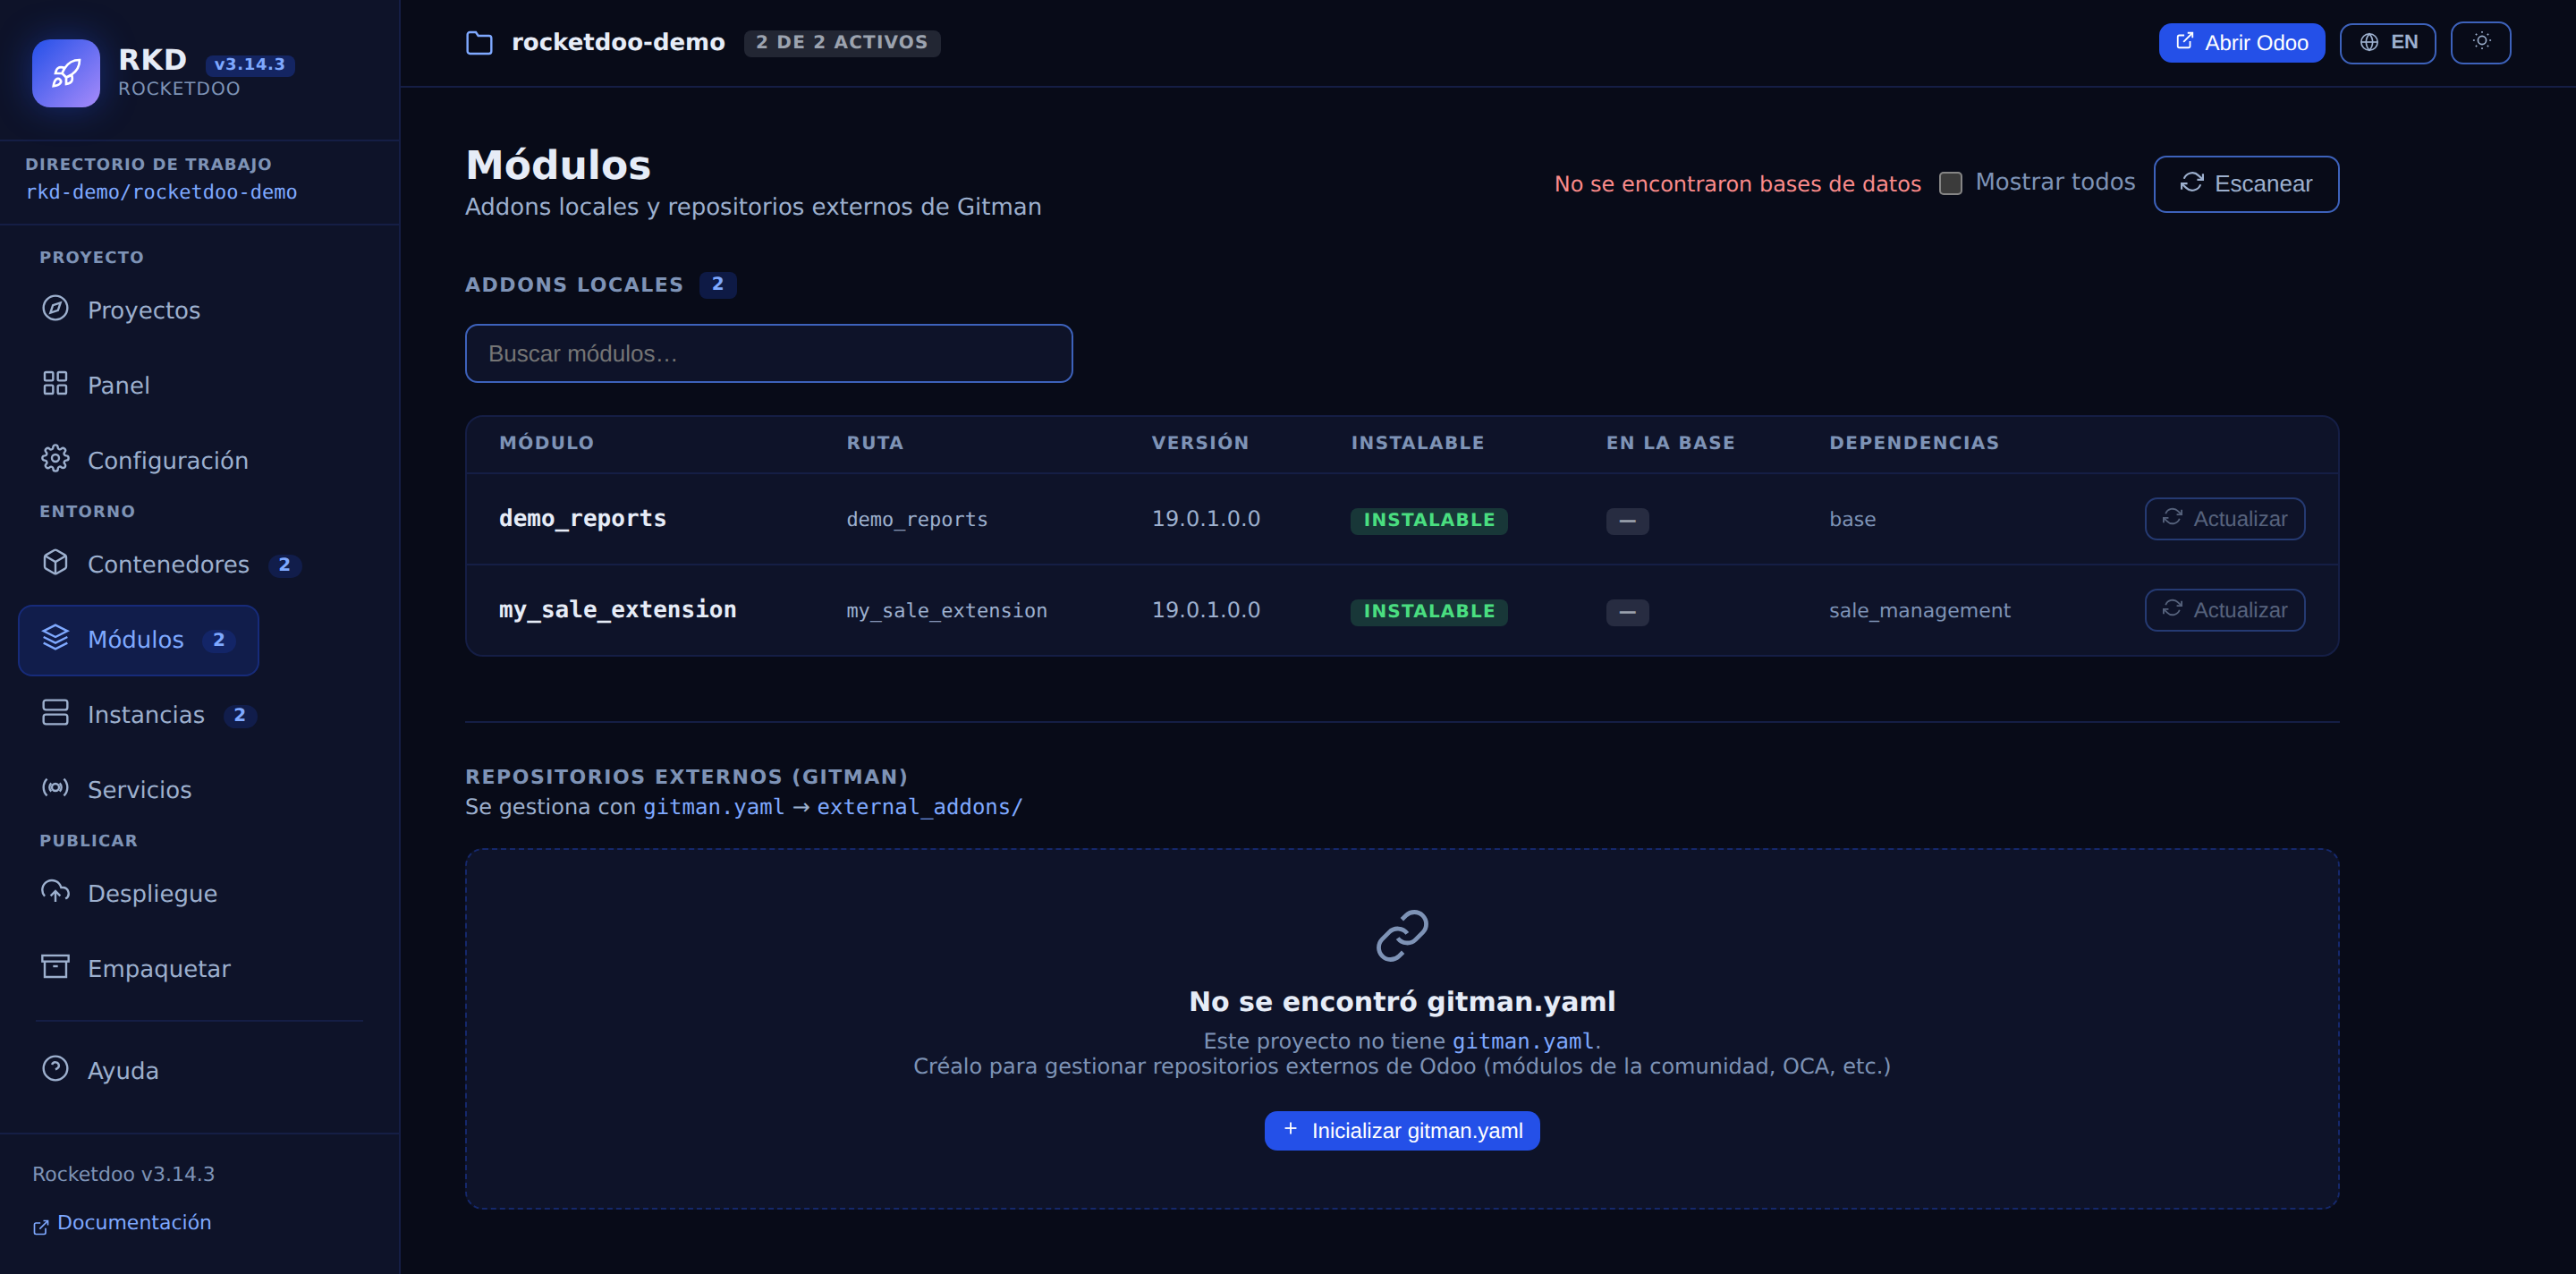 RKD v3.14.3
ROCKETDOO
DIRECTORIO DE TRABAJO
rkd-demo/rocketdoo-demo
PROYECTO
Proyectos
Panel
Configuración
ENTORNO
Contenedores 2
Módulos 2
Instancias 2
Servicios
PUBLICAR
Despliegue
Empaquetar
Ayuda
Rocketdoo v3.14.3
Documentación
rocketdoo-demo 2 DE 2 ACTIVOS
Abrir Odoo EN
Módulos
Addons locales y repositorios externos de Gitman
No se encontraron bases de datos Mostrar todos Escanear
ADDONS LOCALES 2
Buscar módulos…
MÓDULO RUTA VERSIÓN INSTALABLE EN LA BASE DEPENDENCIAS
demo_reports demo_reports 19.0.1.0.0 INSTALABLE — base Actualizar
my_sale_extension my_sale_extension 19.0.1.0.0 INSTALABLE — sale_management Actualizar
REPOSITORIOS EXTERNOS (GITMAN)
Se gestiona con gitman.yaml → external_addons/
No se encontró gitman.yaml
Este proyecto no tiene gitman.yaml.
Créalo para gestionar repositorios externos de Odoo (módulos de la comunidad, OCA, etc.)
+ Inicializar gitman.yaml